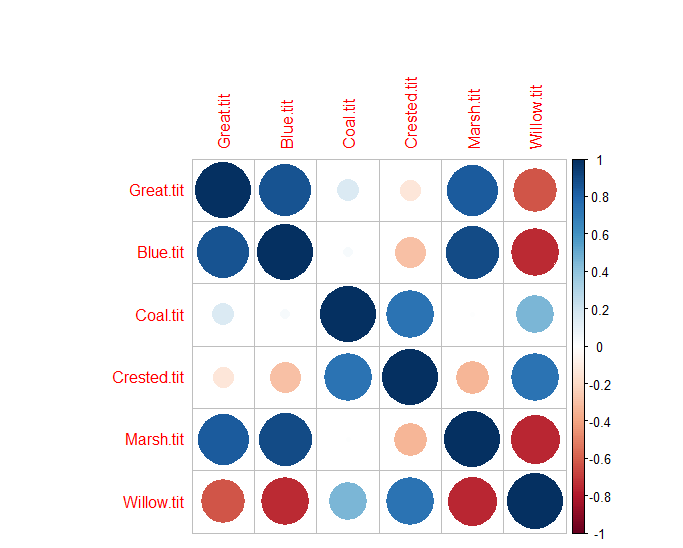 Great.tit
Blue.tit
Coal.tit
Crested.tit
Marsh.tit
Willow.tit
Great.tit
Blue.tit
Coal.tit
Crested.tit
Marsh.tit
Willow.tit
1
0.8
0.6
0.4
0.2
0
-0.2
-0.4
-0.6
-0.8
-1